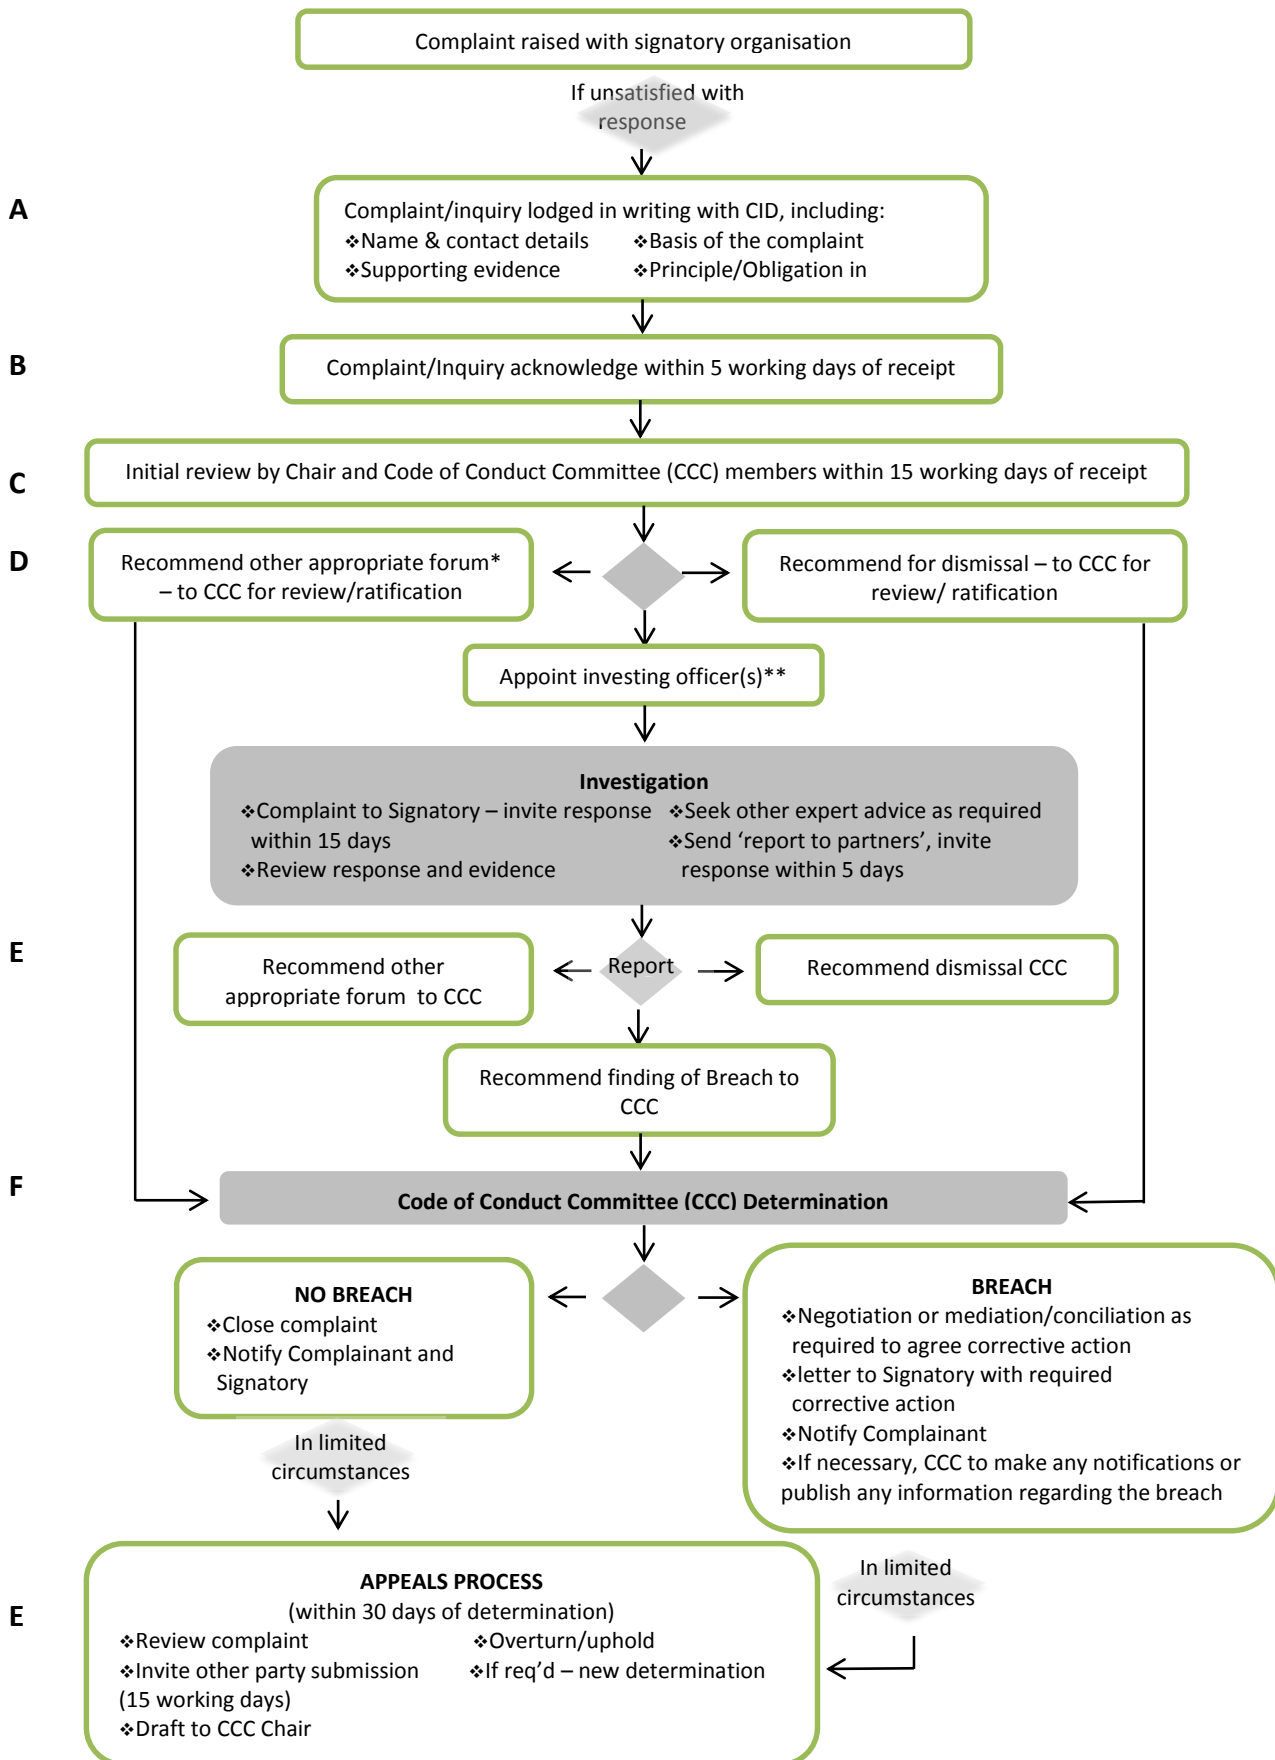 Complaint raised with signatory organisation
If unsatisfied with
response
A
Complaint/inquiry lodged in writing with CID, including:
❖Name & contact details ❖Basis of the complaint
❖Supporting evidence ❖Principle/Obligation in
B
Complaint/Inquiry acknowledge within 5 working days of receipt
C
Initial review by Chair and Code of Conduct Committee (CCC) members within 15 working days of receipt
D
Recommend other appropriate forum*
– to CCC for review/ratification
Recommend for dismissal – to CCC for
review/ ratification
Appoint investing officer(s)**
Investigation
❖Complaint to Signatory – invite response
within 15 days
❖Review response and evidence
❖Seek other expert advice as required
❖Send ‘report to partners’, invite
response within 5 days
E
Recommend other
appropriate forum to CCC
Report
Recommend dismissal CCC
Recommend finding of Breach to
CCC
F
Code of Conduct Committee (CCC) Determination
NO BREACH
❖Close complaint
❖Notify Complainant and
Signatory
BREACH
❖Negotiation or mediation/conciliation as
required to agree corrective action
❖letter to Signatory with required
corrective action
❖Notify Complainant
❖If necessary, CCC to make any notifications or
publish any information regarding the breach
In limited
circumstances
In limited
circumstances
E
APPEALS PROCESS
(within 30 days of determination)
❖Review complaint
❖Invite other party submission
(15 working days)
❖Draft to CCC Chair
❖Overturn/uphold
❖If req’d – new determination